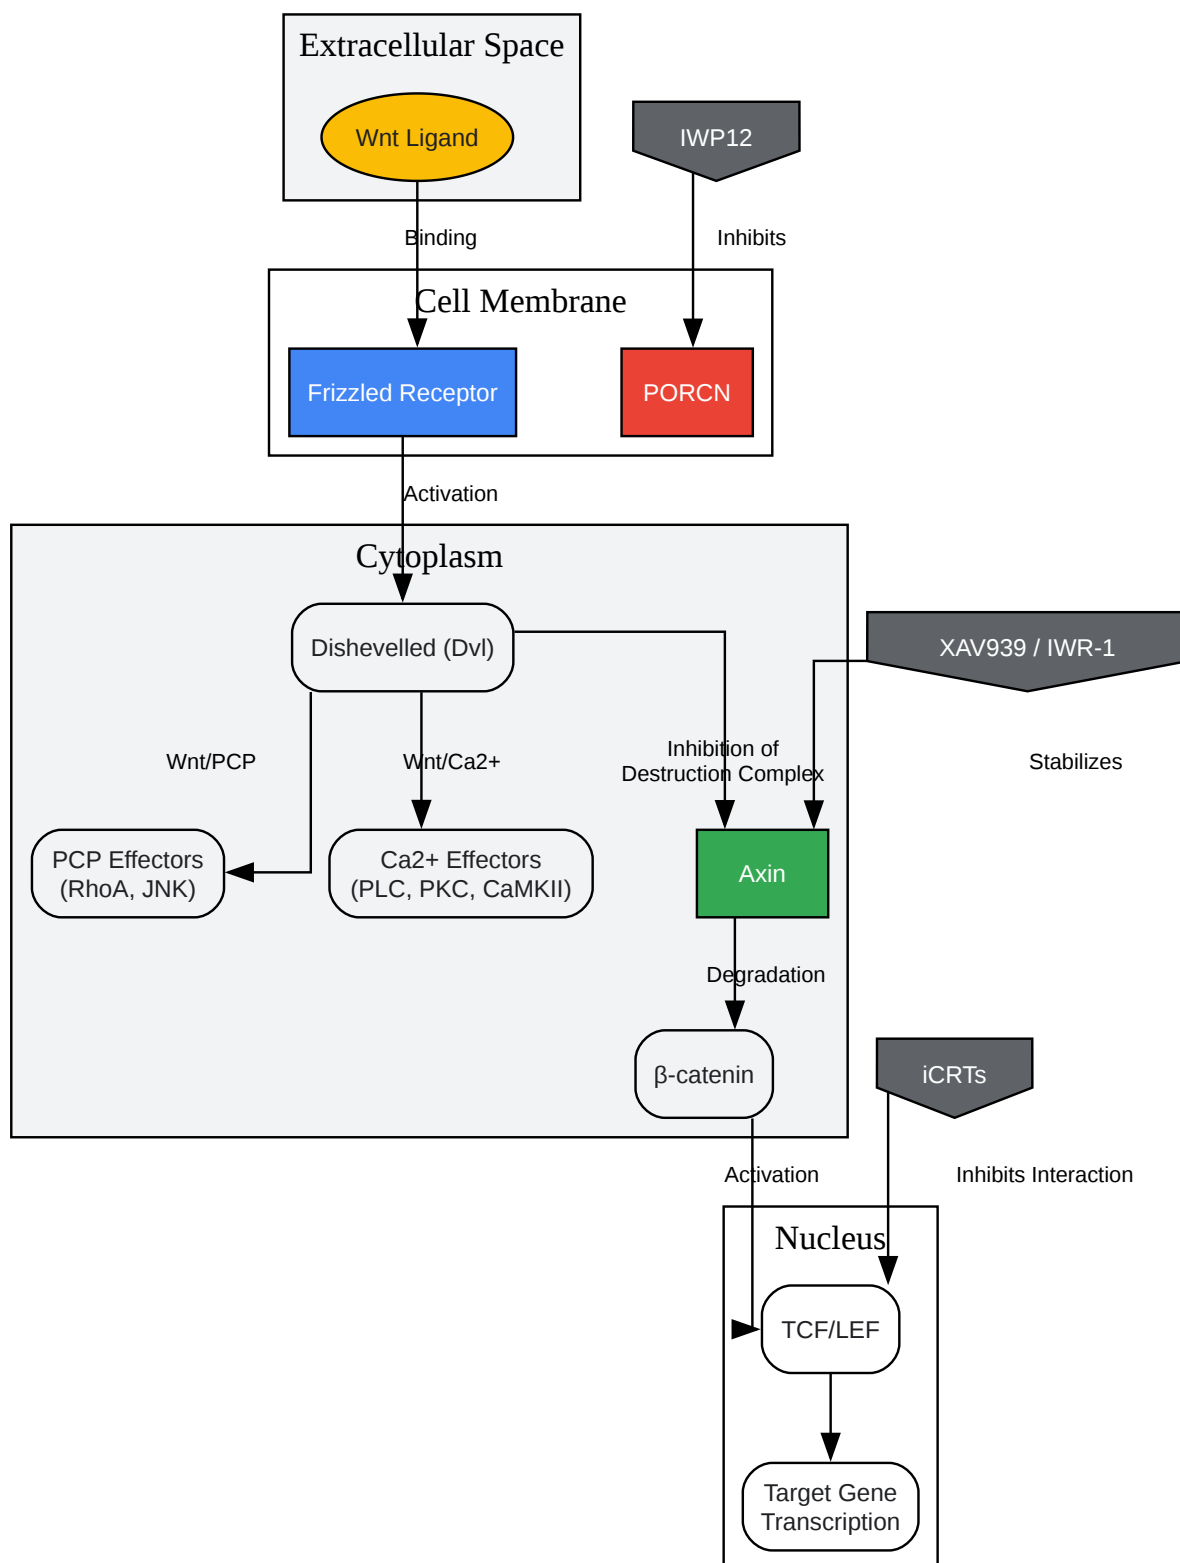 Extracellular Space
Wnt Ligand
IWP12
Binding
Inhibits
Cell Membrane
Frizzled Receptor
PORCN
Activation
Cytoplasm
Dishevelled (Dvl)
XAV939 / IWR-1
Wnt/PCP
Wnt/Ca2+
Inhibition of
Destruction Complex
Stabilizes
PCP Effectors
(RhoA, JNK)
Ca2+ Effectors
(PLC, PKC, CaMKII)
Axin
Degradation
β-catenin
iCRTs
Activation
Inhibits Interaction
Nucleus
TCF/LEF
Target Gene
Transcription